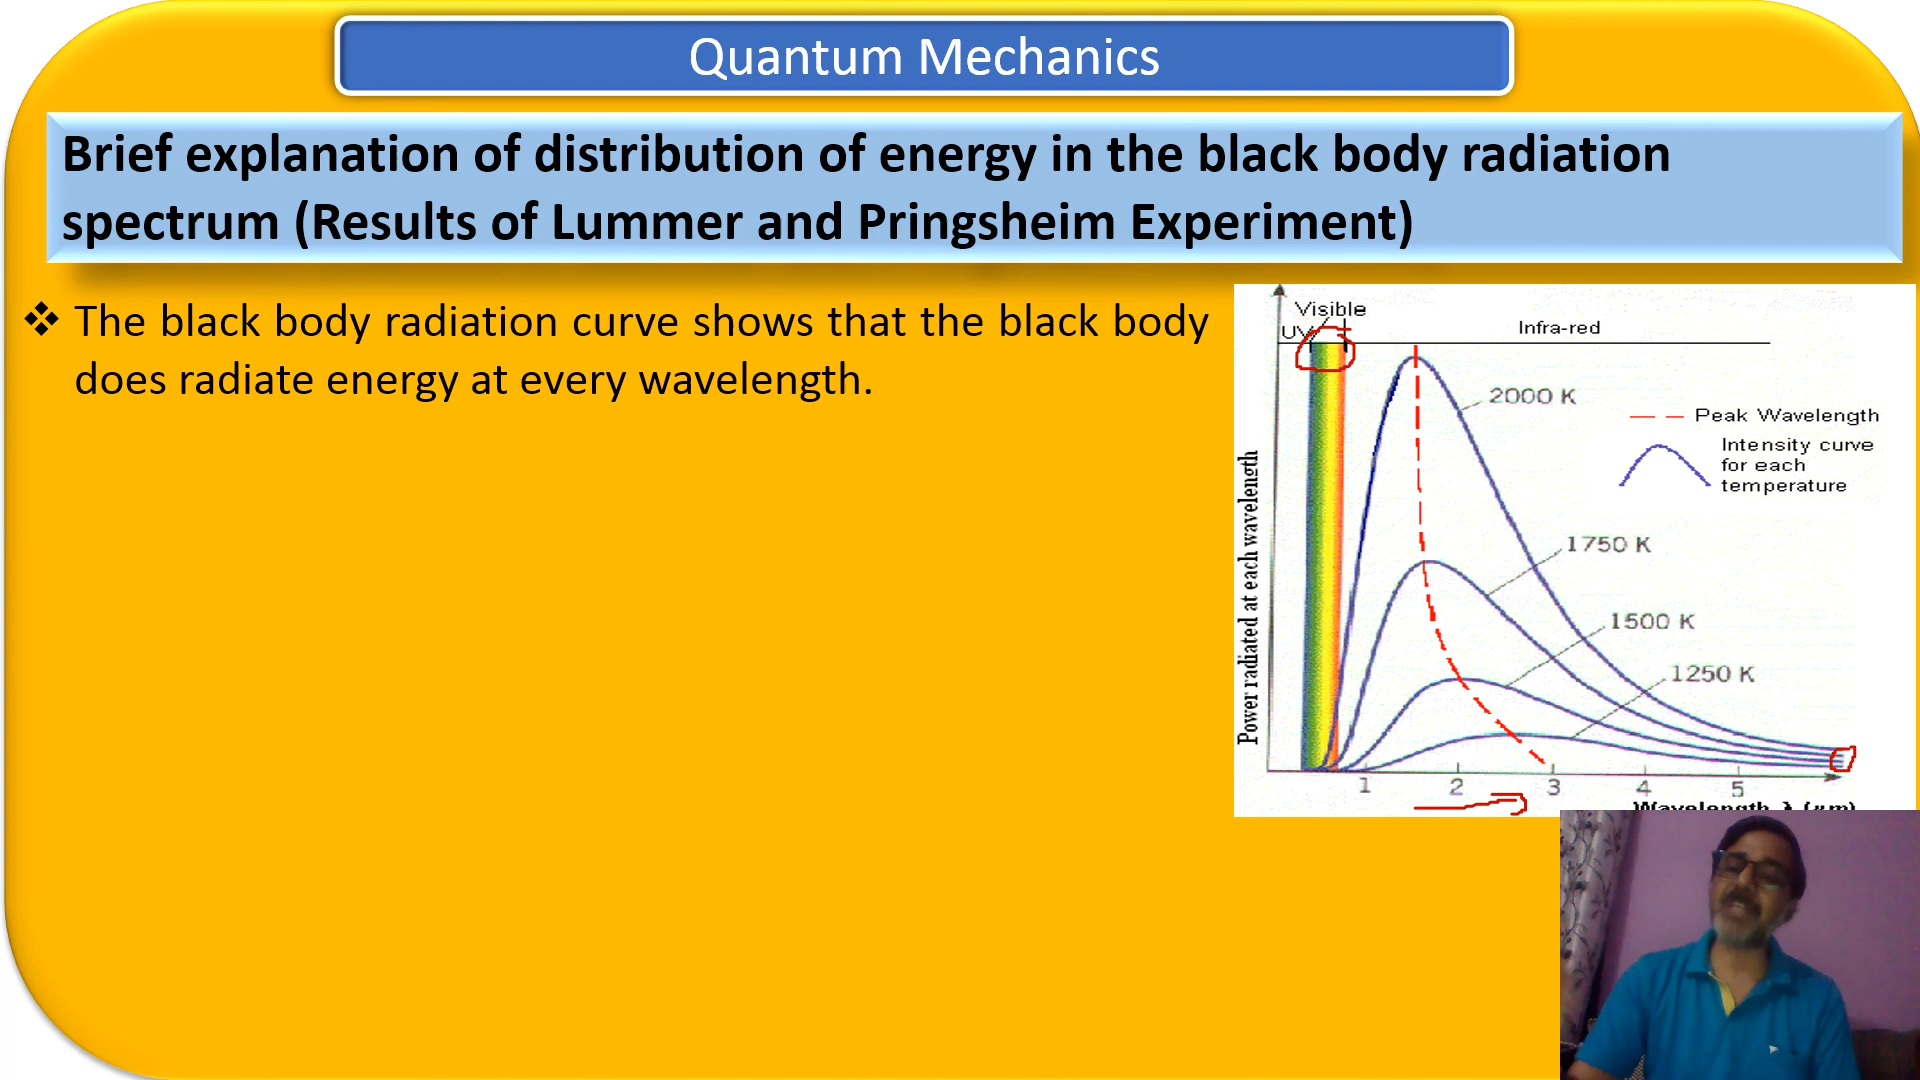 Quantum Mechanics
Brief explanation of distribution of energy in the black body radiation
spectrum (Results of Lummer and Pringsheim Experiment)
❖ The black body radiation curve shows that the black body
does radiate energy at every wavelength.
Visible
UV
Infra-red
2000 K
Peak Wavelength
Intensity curve
for each
temperature
1750 K
1500 K
1250 K
Power radiated at each wavelength
1 2 3 4 5
Wavelength λ (μm)